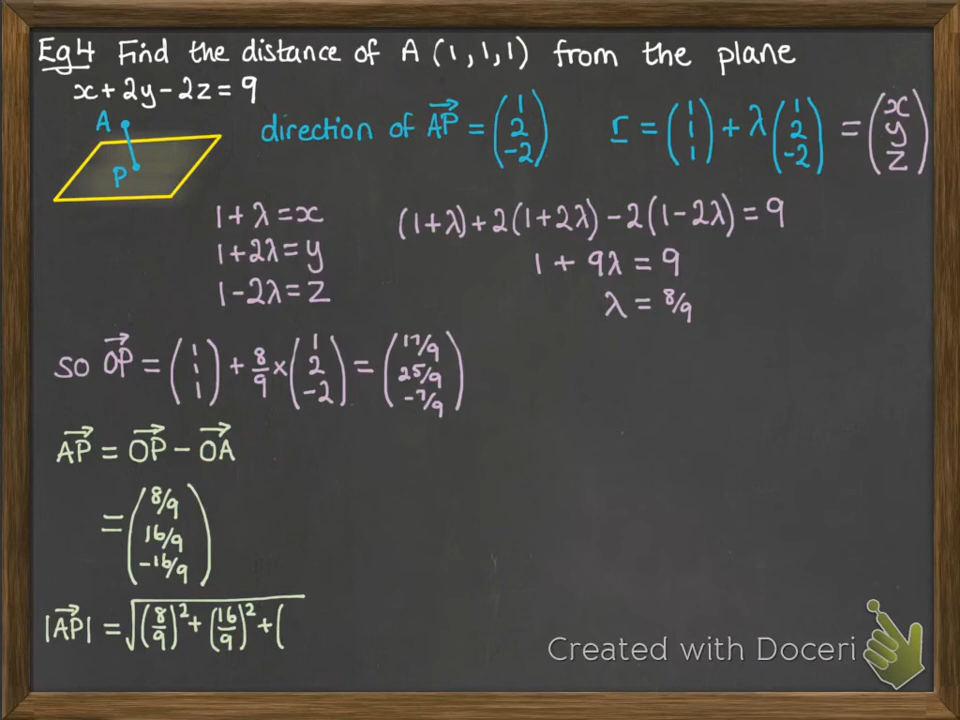 Eg4 Find the distance of A (1,1,1) from the plane
x+2y-2z=9
A
P
direction of AP→ = (1 2 -2)
r = (1 1 1) + λ (1 2 -2) = (x y z)
1+λ=x
1+2λ=y
1-2λ=z
(1+λ)+2(1+2λ)-2(1-2λ)=9
1 + 9λ = 9
λ = 8/9
so OP→ = (1 1 1) + 8/9 × (1 2 -2) = (17/9 25/9 -7/9)
AP→ = OP→ - OA→
= (8/9 16/9 -16/9)
|AP→| = √(8/9)² + (16/9)² + (
Created with Doceri